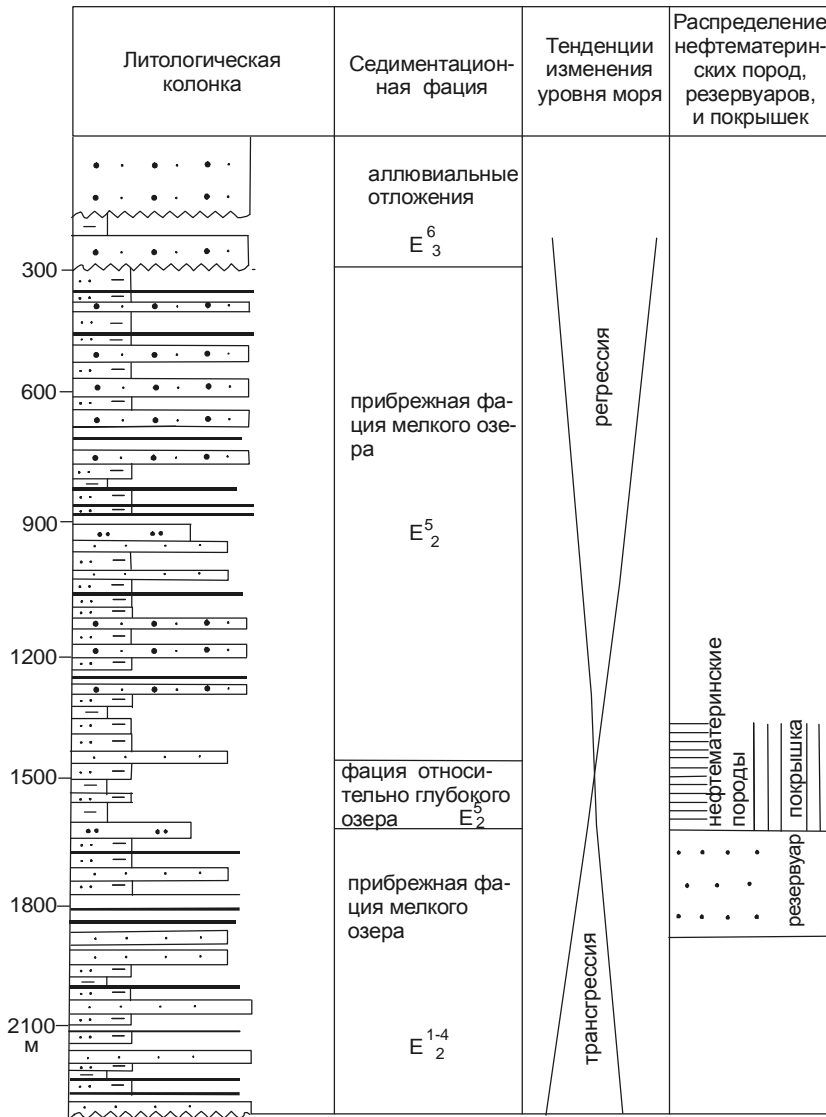 Литологическая
колонка
Седиментацион-
ная фация
Тенденции
изменения
уровня моря
Распределение
нефтематерин-
ских пород,
резервуаров,
и покрышек
аллювиальные
отложения
E 6 3
300
600
900
1200
1500
1800
2100
м
прибрежная фа-
ция мелкого озе-
ра
E 5 2
фация относи-
тельно глубокого
озера E 5 2
прибрежная фа-
ция мелкого
озера
E 1-4 2
регрессия
трансгрессия
нефтематеринские
породы
покрышка
резервуар